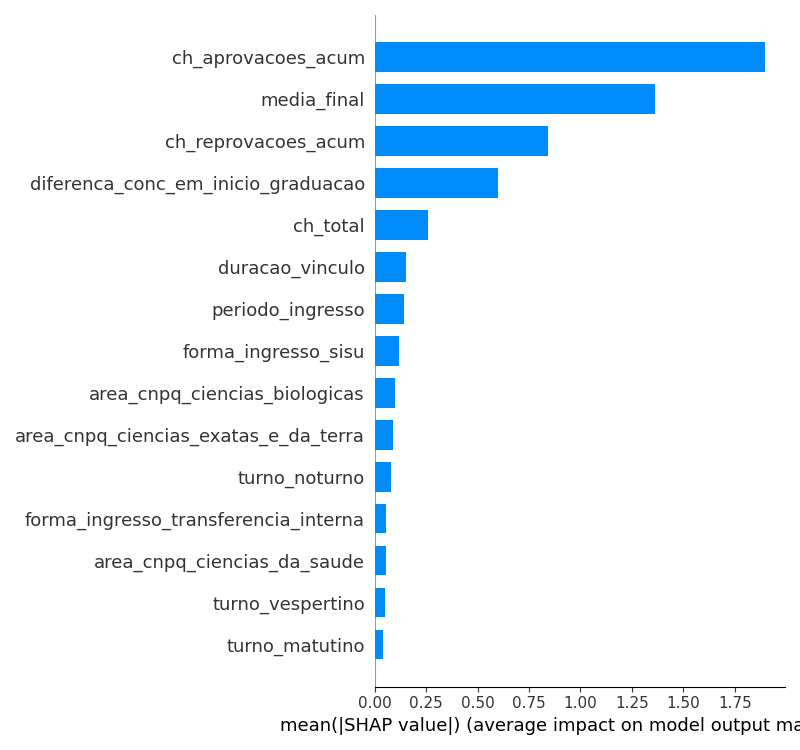 ch_aprovacoes_acum
media_final
ch_reprovacoes_acum
diferenca_conc_em_inicio_graduacao
ch_total
duracao_vinculo
periodo_ingresso
forma_ingresso_sisu
area_cnpq_ciencias_biologicas
area_cnpq_ciencias_exatas_e_da_terra
turno_noturno
forma_ingresso_transferencia_interna
area_cnpq_ciencias_da_saude
turno_vespertino
turno_matutino
0.00 0.25 0.50 0.75 1.00 1.25 1.50 1.75
mean(|SHAP value|) (average impact on model output ma